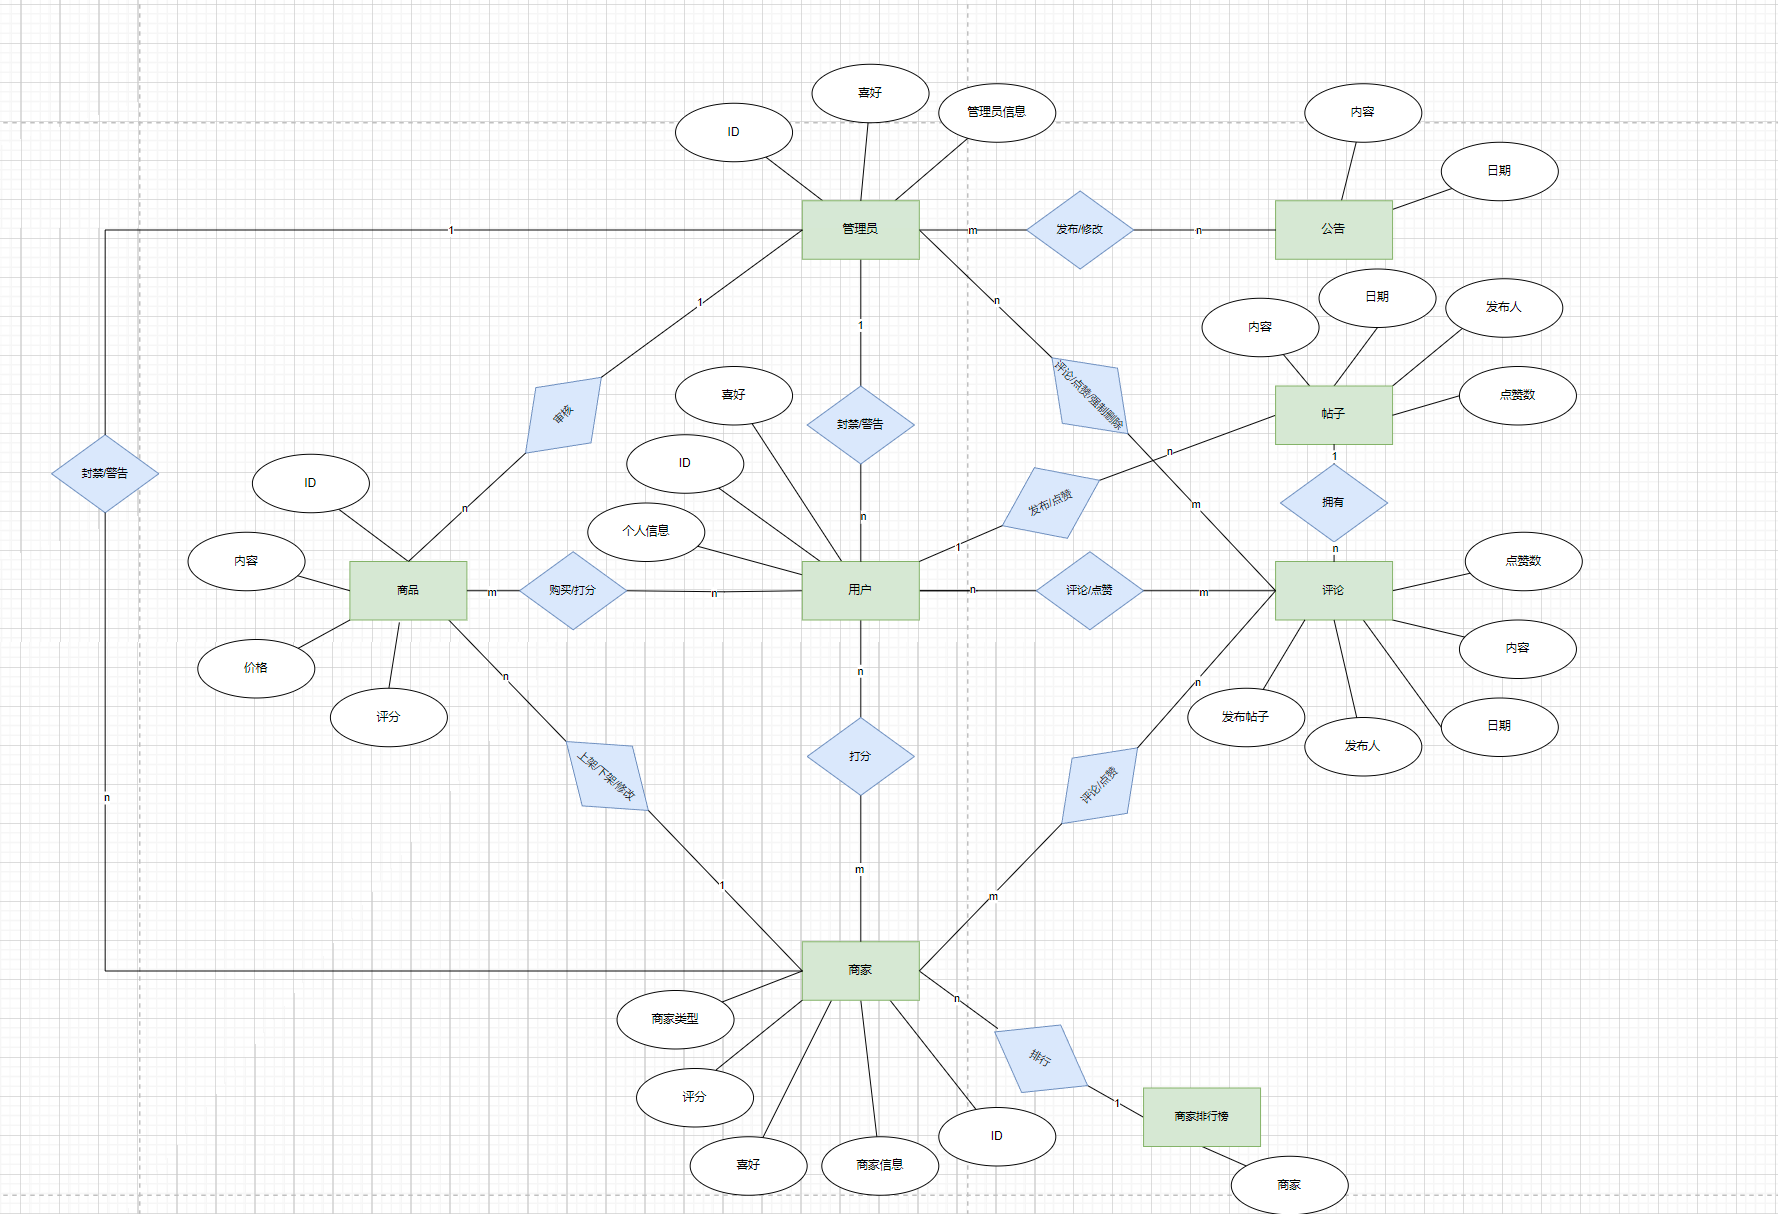 喜好
管理员信息
内容
ID
日期
1
管理员
m
发布/修改
n
公告
日期
发布人
内容
1
n
1
评论/点赞/强制删除
喜好
点赞数
审核
封禁/警告
帖子
n
1
ID
封禁/警告
ID
发布/点赞
拥有
n
m
n
个人信息
1
n
内容
点赞数
商品
m
购买/打分
n
用户
n
评论/点赞
m
评论
内容
价格
n
n
n
评分
发布帖子
日期
发布人
打分
上架/下架/修改
评论/点赞
n
m
1
m
商家
n
商家类型
排行
评分
1
商家排行榜
ID
喜好
商家信息
商家